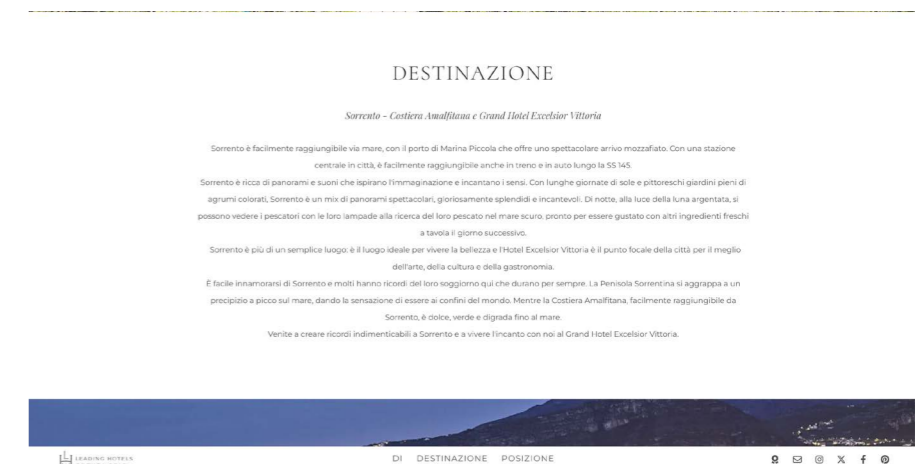 DESTINAZIONE
Sorrento - Costiera Amalfitana e Grand Hotel Excelsior Vittoria
Sorrento è facilmente raggiungibile via mare, con il porto di Marina Piccola che offre uno spettacolare arrivo mozzafiato. Con una stazione
centrale in città, è facilmente raggiungibile anche in treno e in auto lungo la SS 145.
Sorrento è ricca di panorami e suoni che ispirano l'immaginazione e incantano i sensi. Con lunghe giornate di sole e pittoreschi giardini pieni di
agrumi colorati, Sorrento è un mix di panorami spettacolari, gloriosamente splendidi e incantevoli. Di notte, alla luce della luna argentata, si
possono vedere i pescatori con le loro lampade alla ricerca del loro pescato nel mare scuro, pronto per essere gustato con altri ingredienti freschi
a tavola il giorno successivo.
Sorrento è più di un semplice luogo: è il luogo ideale per vivere la bellezza e l'Hotel Excelsior Vittoria è il punto focale della città per il meglio
dell'arte, della cultura e della gastronomia.
È facile innamorarsi di Sorrento e molti hanno ricordi del loro soggiorno qui che durano per sempre. La Penisola Sorrentina si aggrappa a un
precipizio a picco sul mare, dando la sensazione di essere ai confini del mondo. Mentre la Costiera Amalfitana, facilmente raggiungibile da
Sorrento, è dolce, verde e digrada fino al mare.
Venite a creare ricordi indimenticabili a Sorrento e a vivere l'incanto con noi al Grand Hotel Excelsior Vittoria.
LEADING HOTELS
DI DESTINAZIONE POSIZIONE